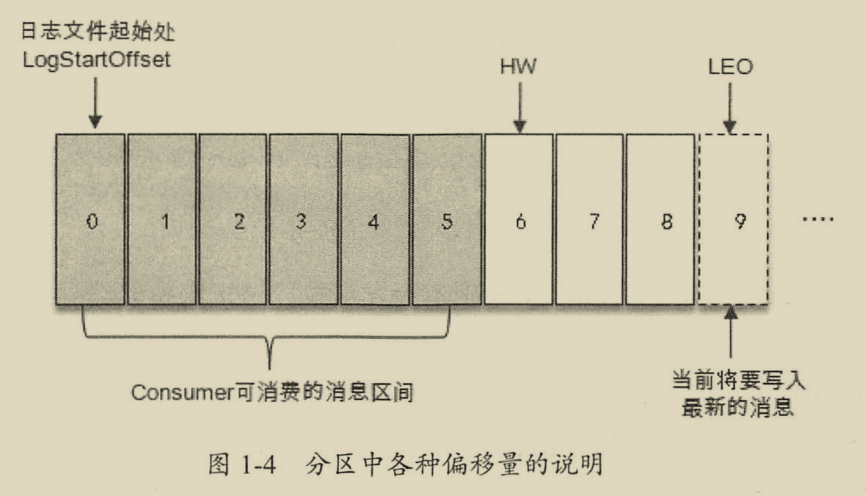 日志文件起始处
LogStartOffset
HW
LEO
0 1 2 3 4 5 6 7 8 9 ····
Consumer可消费的消息区间
当前将要写入
最新的消息
图 1-4 分区中各种偏移量的说明